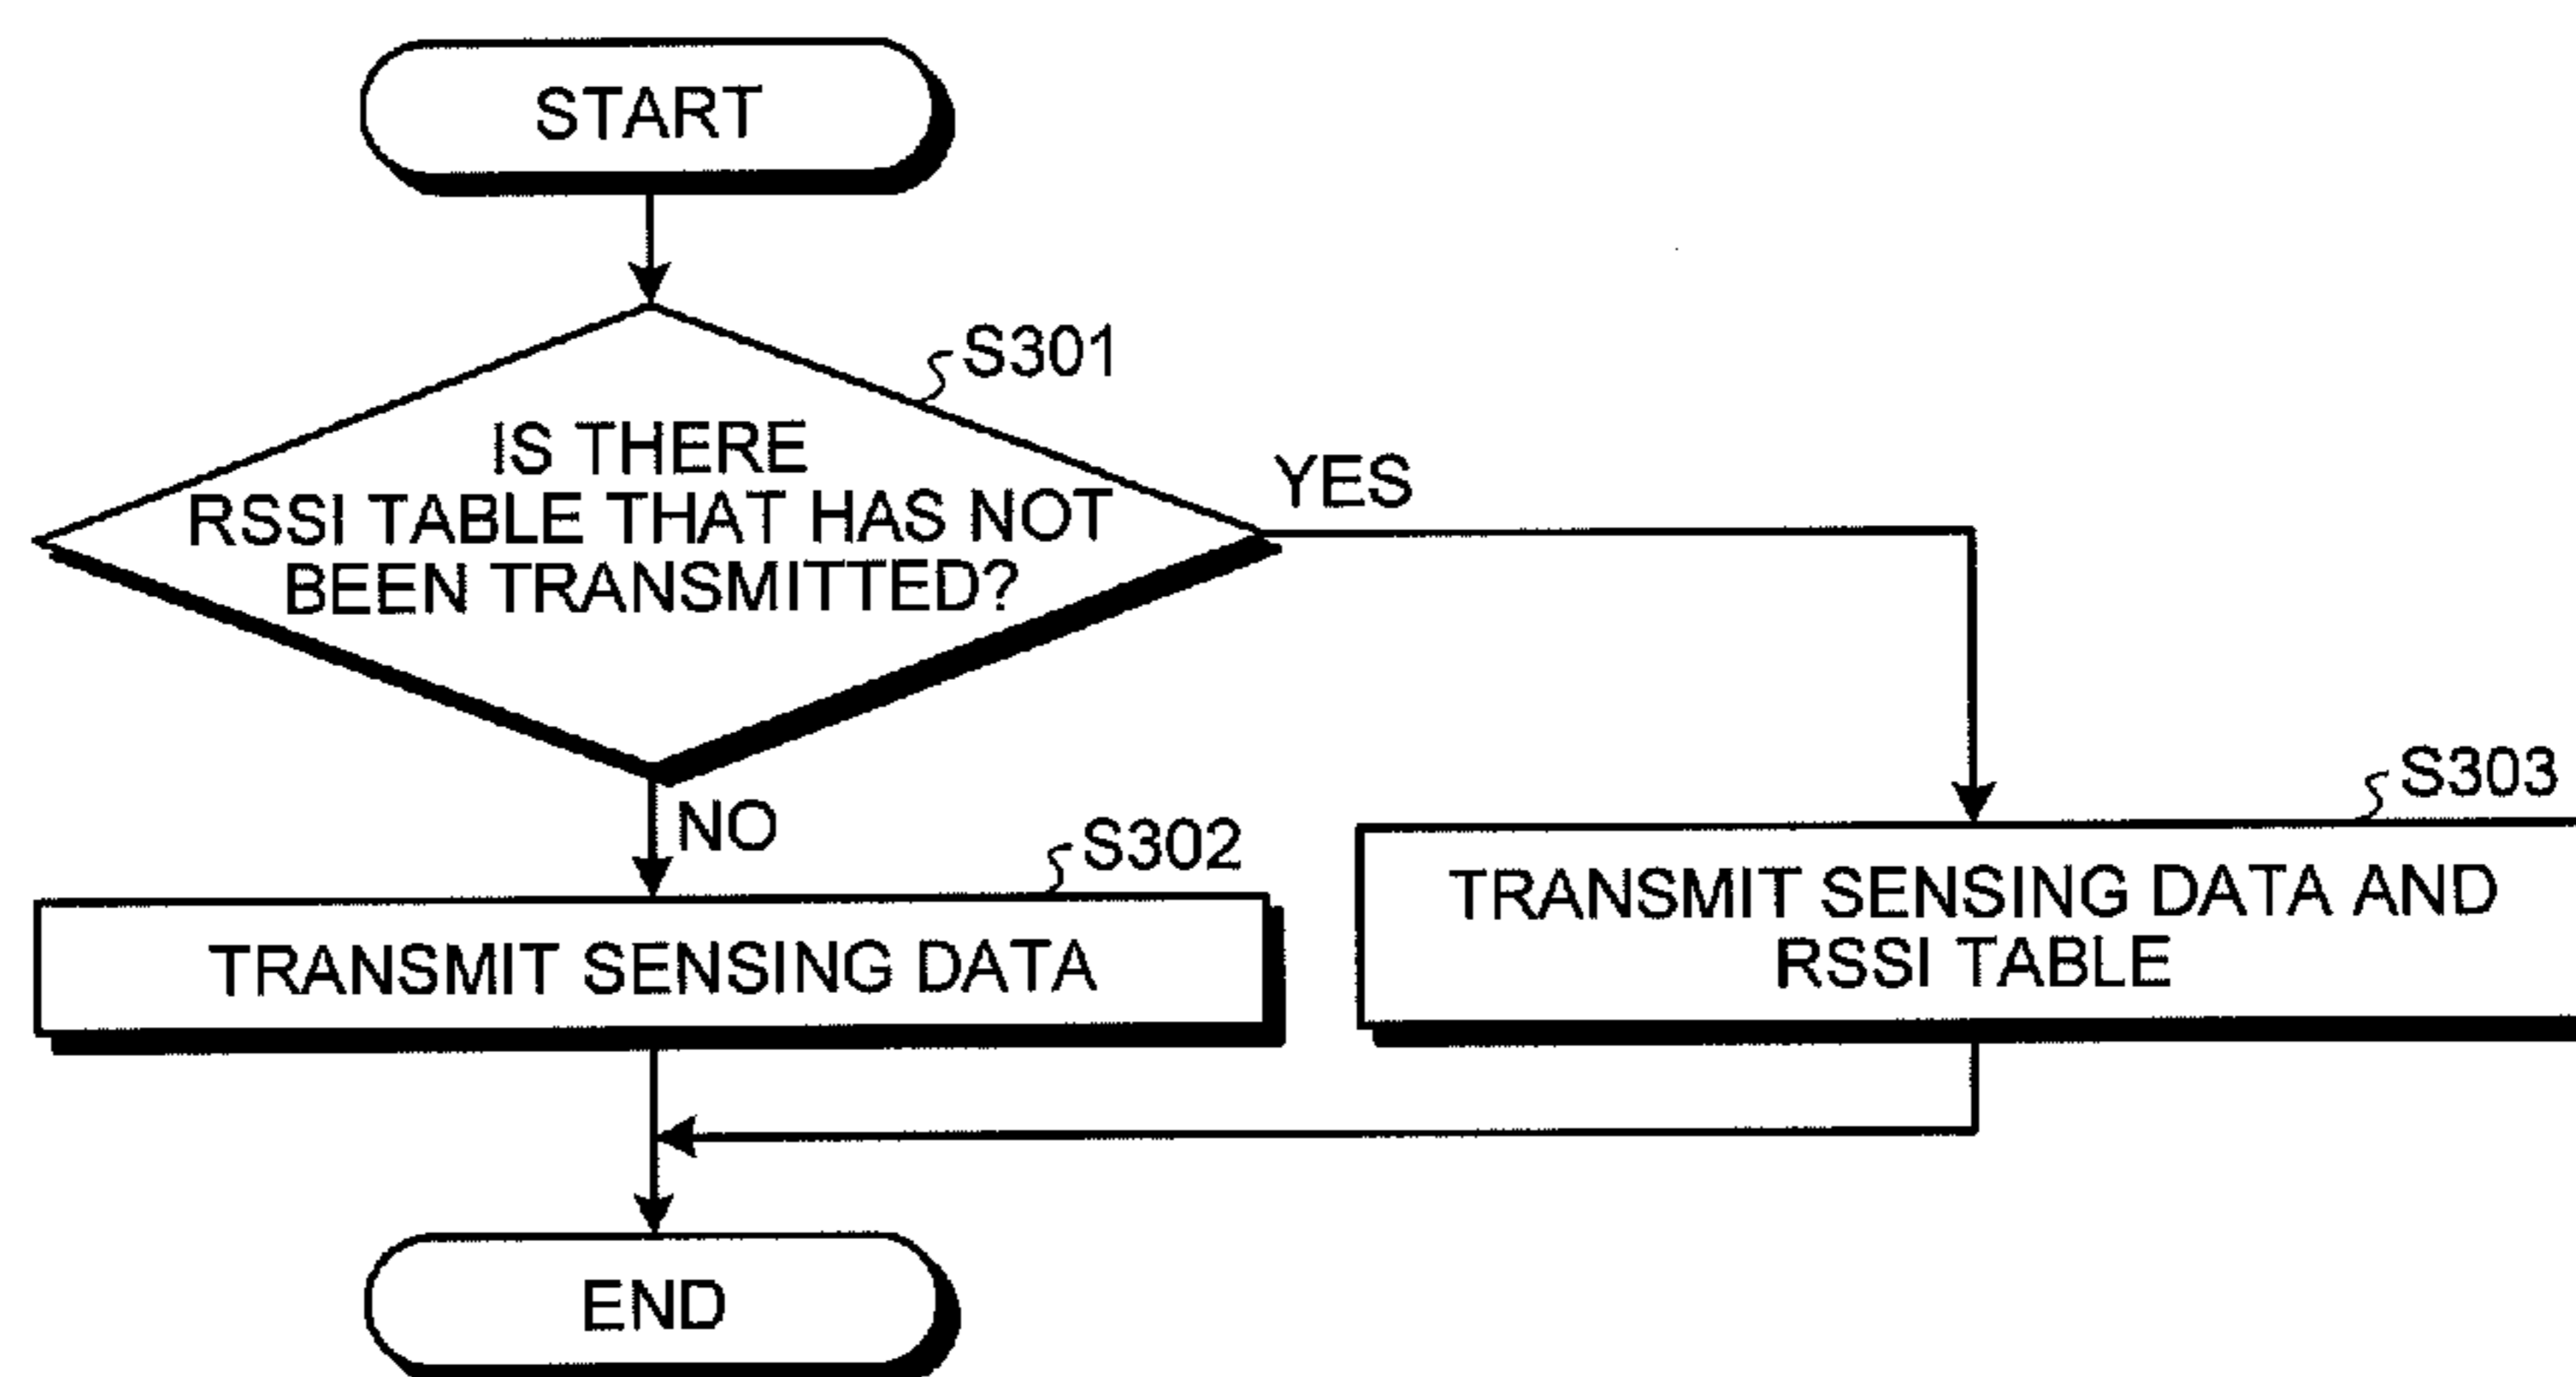 START
S301
IS THERE
RSSI TABLE THAT HAS NOT
BEEN TRANSMITTED?
YES
NO
S302
TRANSMIT SENSING DATA
S303
TRANSMIT SENSING DATA AND
RSSI TABLE
END